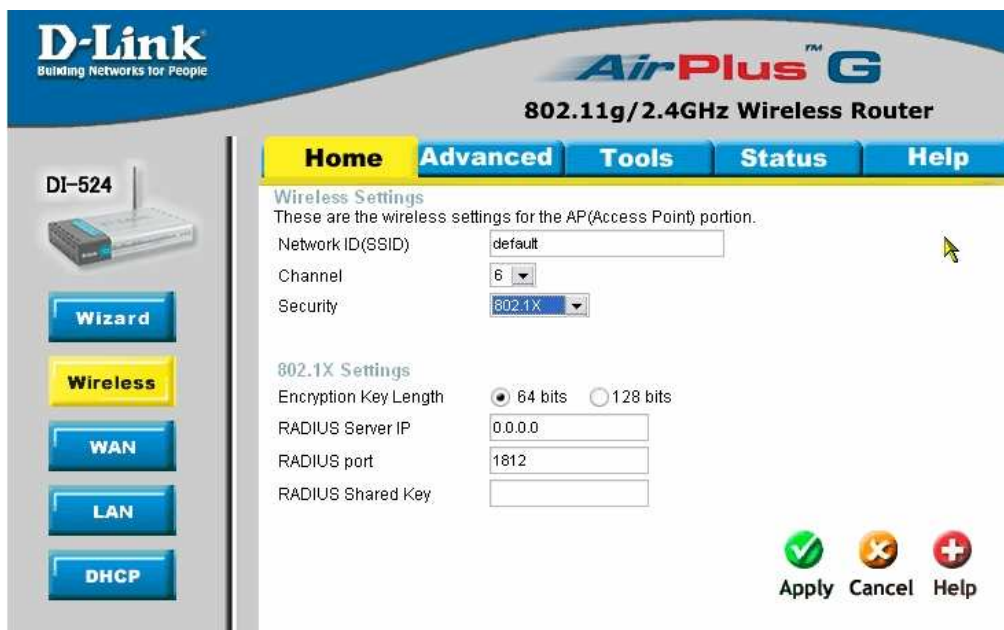 D-Link
Building Networks for People
AirPlus G
TM
802.11g/2.4GHz Wireless Router
DI-524
Home Advanced Tools Status Help
Wizard
Wireless
WAN
LAN
DHCP
Wireless Settings
These are the wireless settings for the AP(Access Point) portion.
Network ID(SSID) default
Channel 6
Security 802.1X
802.1X Settings
Encryption Key Length 64 bits 128 bits
RADIUS Server IP 0.0.0.0
RADIUS port 1812
RADIUS Shared Key
Apply Cancel Help